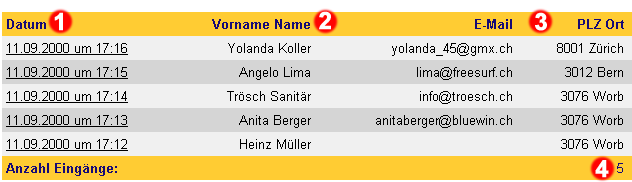 Datum 1 Vorname Name 2 E-Mail 3 PLZ Ort
11.09.2000 um 17:16 Yolanda Koller yolanda_45@gmx.ch 8001 Zürich
11.09.2000 um 17:15 Angelo Lima lima@freesurf.ch 3012 Bern
11.09.2000 um 17:14 Trösch Sanitär info@troesch.ch 3076 Worb
11.09.2000 um 17:13 Anita Berger anitaberger@bluewin.ch 3076 Worb
11.09.2000 um 17:12 Heinz Müller 3076 Worb
Anzahl Eingänge: 4 5